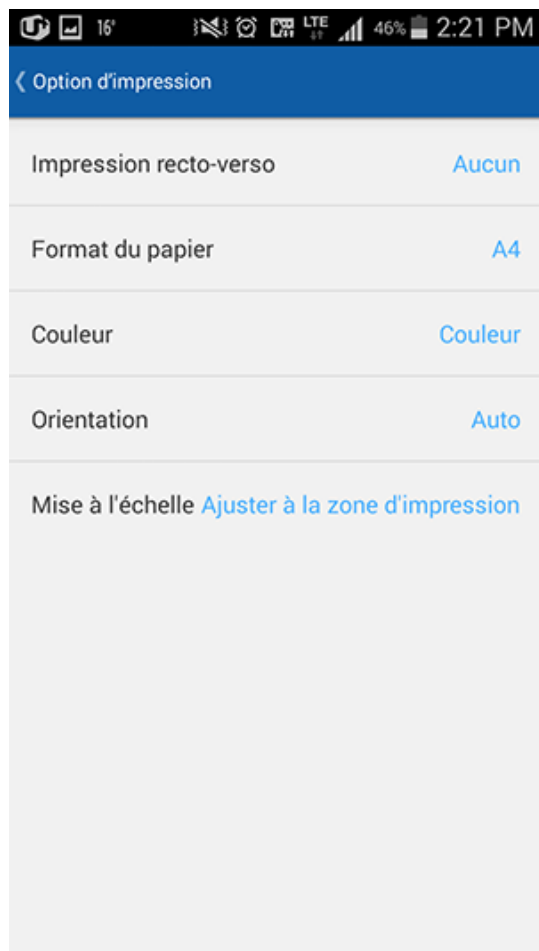 16° LTE 46% 2:21 PM
Option d'impression
Impression recto-verso Aucun
Format du papier A4
Couleur Couleur
Orientation Auto
Mise à l'échelle Ajuster à la zone d'impression